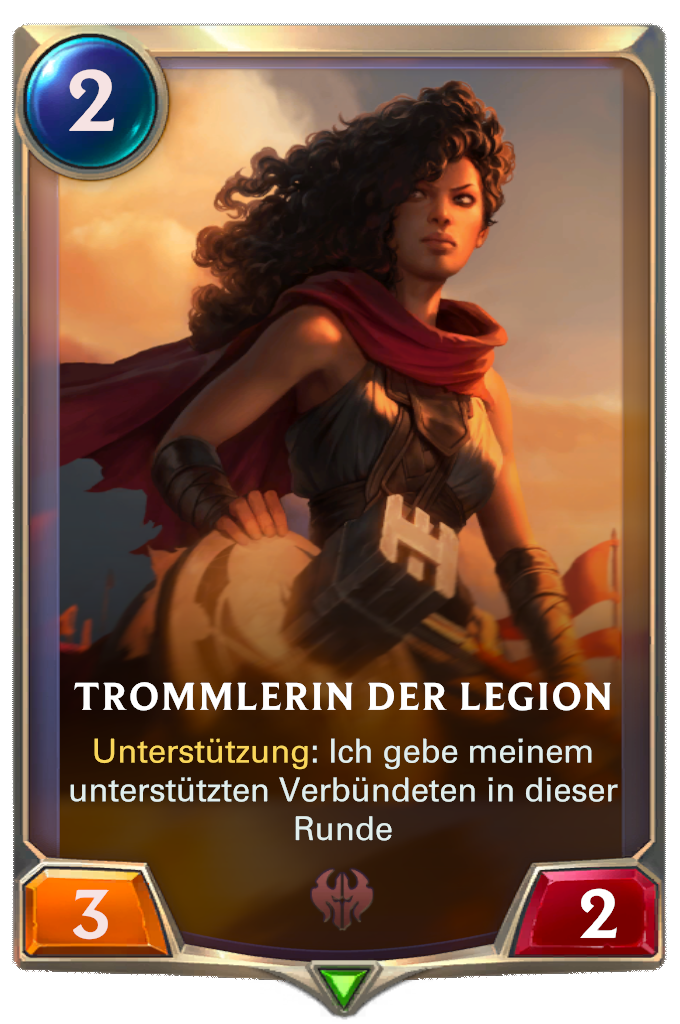 2
TROMMLERIN DER LEGION
Unterstützung: Ich gebe meinem
unterstützten Verbündeten in dieser
Runde
3
2